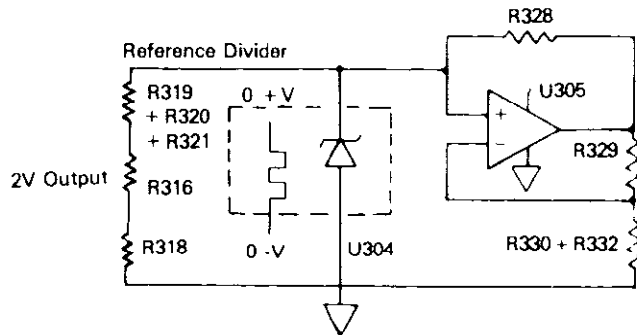 R328
Reference Divider
R319
+ R320
+ R321
0 +V
U305
+
−
R329
2V Output
R316
R318
0 -V
U304
R330 + R332